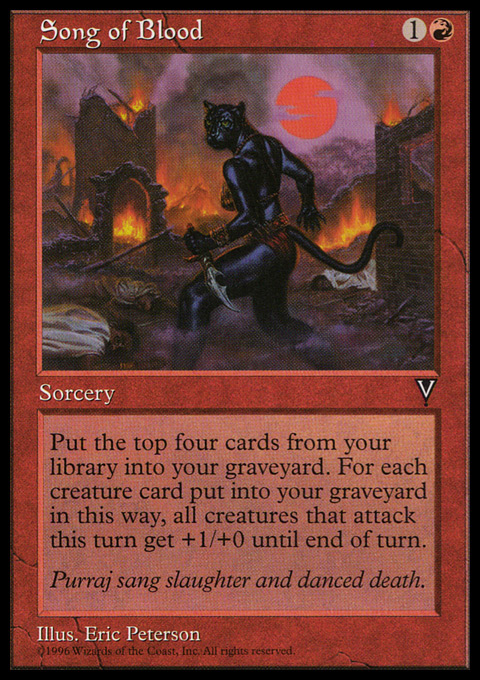 Song of Blood 1
Sorcery V
Put the top four cards from your
library into your graveyard. For each
creature card put into your graveyard
in this way, all creatures that attack
this turn get +1/+0 until end of turn.
Purraj sang slaughter and danced death.
Illus. Eric Peterson
©1996 Wizards of the Coast, Inc. All rights reserved.